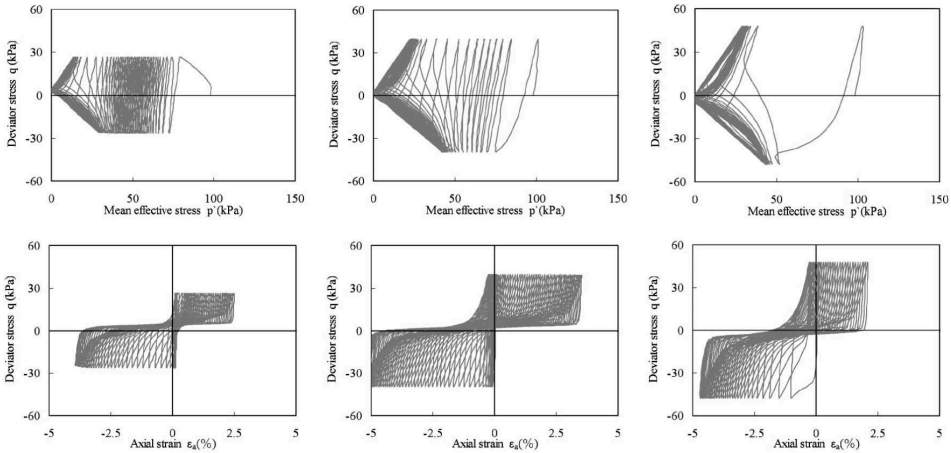 60
30
0
-30
-60
Deviator stress q (kPa)
0 50 100 150
Mean effective stress p`(kPa)
60
30
0
-30
-60
Deviator stress q (kPa)
0 50 100 150
Mean effective stress p`(kPa)
60
30
0
-30
-60
Deviator stress q (kPa)
0 50 100 150
Mean effective stress p`(kPa)
60
30
0
-30
-60
Deviator stress q (kPa)
-5 -2.5 0 2.5 5
Axial strain εa(%)
60
30
0
-30
-60
Deviator stress q (kPa)
-5 -2.5 0 2.5 5
Axial strain εa(%)
60
30
0
-30
-60
Deviator stress q (kPa)
-5 -2.5 0 2.5 5
Axial strain εa(%)